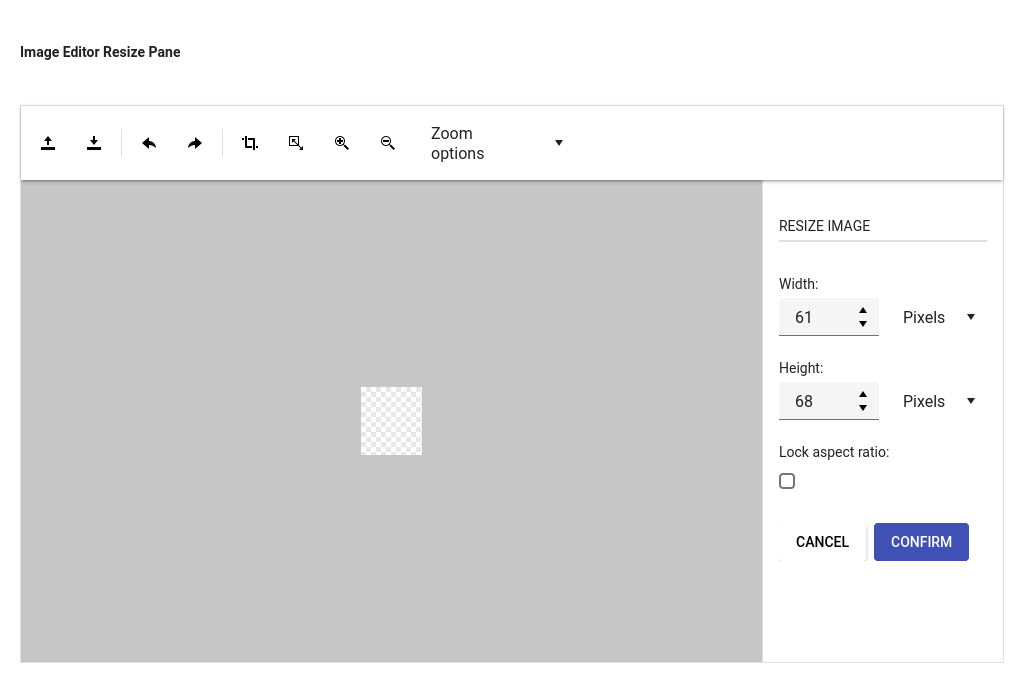 Image Editor Resize Pane
Zoom
options
RESIZE IMAGE
Width:
61
Pixels
Height:
68
Pixels
Lock aspect ratio:
CANCEL
CONFIRM